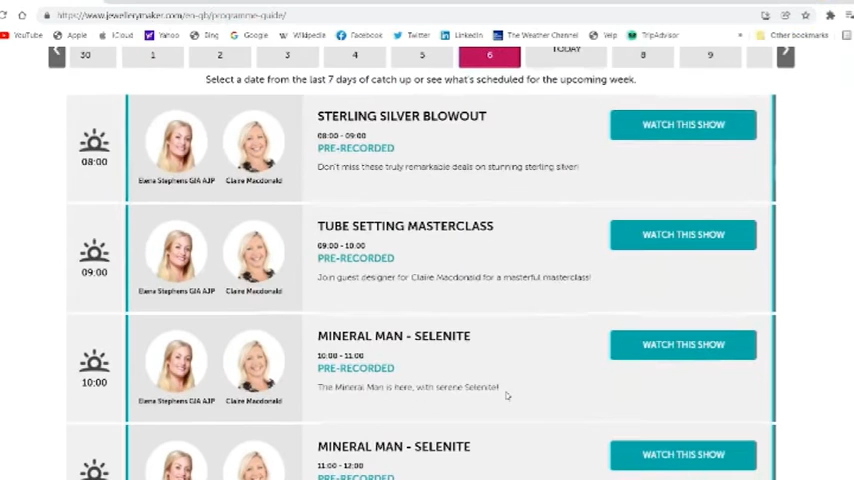 https://www.jewellerymaker.com/en-gb/programme-guide/
YouTube Apple iCloud Yahoo Bing Google Wikipedia Facebook Twitter LinkedIn The Weather Channel Yelp TripAdvisor » Other bookmarks
30 1 2 3 4 5 6 TODAY 8 9
Select a date from the last 7 days of catch up or see what's scheduled for the upcoming week.
STERLING SILVER BLOWOUT
WATCH THIS SHOW
08:00 - 09:00
08:00
PRE-RECORDED
Don't miss these truly remarkable deals on stunning sterling silver!
Elena Stephens GIA AJP Claire Macdonald
TUBE SETTING MASTERCLASS
WATCH THIS SHOW
09:00 - 10:00
09:00
PRE-RECORDED
Join guest designer for Claire Macdonald for a masterful masterclass!
Elena Stephens GIA AJP Claire Macdonald
MINERAL MAN - SELENITE
WATCH THIS SHOW
10:00 - 11:00
10:00
PRE-RECORDED
The Mineral Man is here, with serene Selenite!
Elena Stephens GIA AJP Claire Macdonald
MINERAL MAN - SELENITE
WATCH THIS SHOW
11:00 - 12:00
PRE-RECORDED